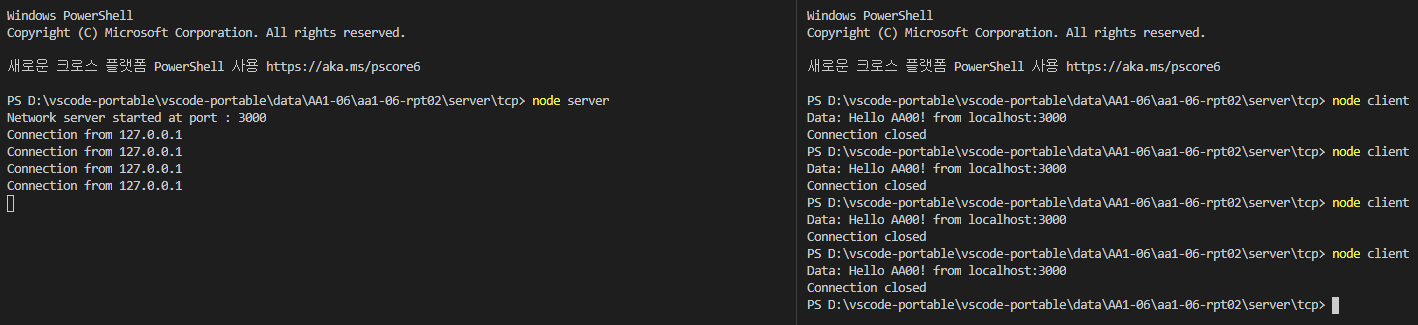 Windows PowerShell
Copyright (C) Microsoft Corporation. All rights reserved.
새로운 크로스 플랫폼 PowerShell 사용 https://aka.ms/pscore6
PS D:\vscode-portable\vscode-portable\data\AA1-06\aa1-06-rpt02\server\tcp> node server
Network server started at port : 3000
Connection from 127.0.0.1
Connection from 127.0.0.1
Connection from 127.0.0.1
Connection from 127.0.0.1
Windows PowerShell
Copyright (C) Microsoft Corporation. All rights reserved.
새로운 크로스 플랫폼 PowerShell 사용 https://aka.ms/pscore6
PS D:\vscode-portable\vscode-portable\data\AA1-06\aa1-06-rpt02\server\tcp> node client
Data: Hello AA00! from localhost:3000
Connection closed
PS D:\vscode-portable\vscode-portable\data\AA1-06\aa1-06-rpt02\server\tcp> node client
Data: Hello AA00! from localhost:3000
Connection closed
PS D:\vscode-portable\vscode-portable\data\AA1-06\aa1-06-rpt02\server\tcp> node client
Data: Hello AA00! from localhost:3000
Connection closed
PS D:\vscode-portable\vscode-portable\data\AA1-06\aa1-06-rpt02\server\tcp> node client
Data: Hello AA00! from localhost:3000
Connection closed
PS D:\vscode-portable\vscode-portable\data\AA1-06\aa1-06-rpt02\server\tcp>